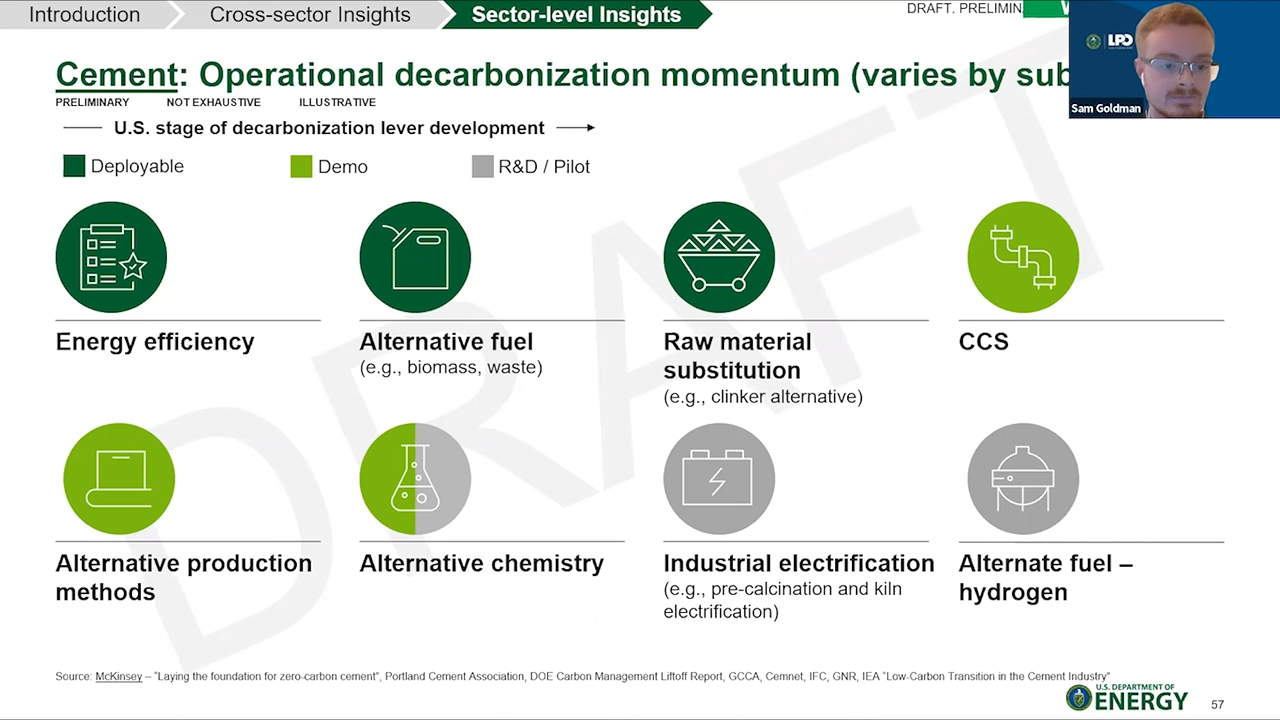 Introduction
Cross-sector Insights
Sector-level Insights
DRAFT. PRELIMIN
LPO
Sam Goldman
Cement: Operational decarbonization momentum (varies by sub
PRELIMINARY NOT EXHAUSTIVE ILLUSTRATIVE
U.S. stage of decarbonization lever development
Deployable
Demo
R&D / Pilot
DRAFT
Energy efficiency
Alternative fuel
(e.g., biomass, waste)
Raw material
substitution
(e.g., clinker alternative)
CCS
Alternative production
methods
Alternative chemistry
Industrial electrification
(e.g., pre-calcination and kiln
electrification)
Alternate fuel –
hydrogen
Source: McKinsey – "Laying the foundation for zero-carbon cement", Portland Cement Association, DOE Carbon Management Liftoff Report, GCCA, Cemnet, IFC, GNR, IEA "Low-Carbon Transition in the Cement Industry"
U.S. DEPARTMENT OF
ENERGY
57